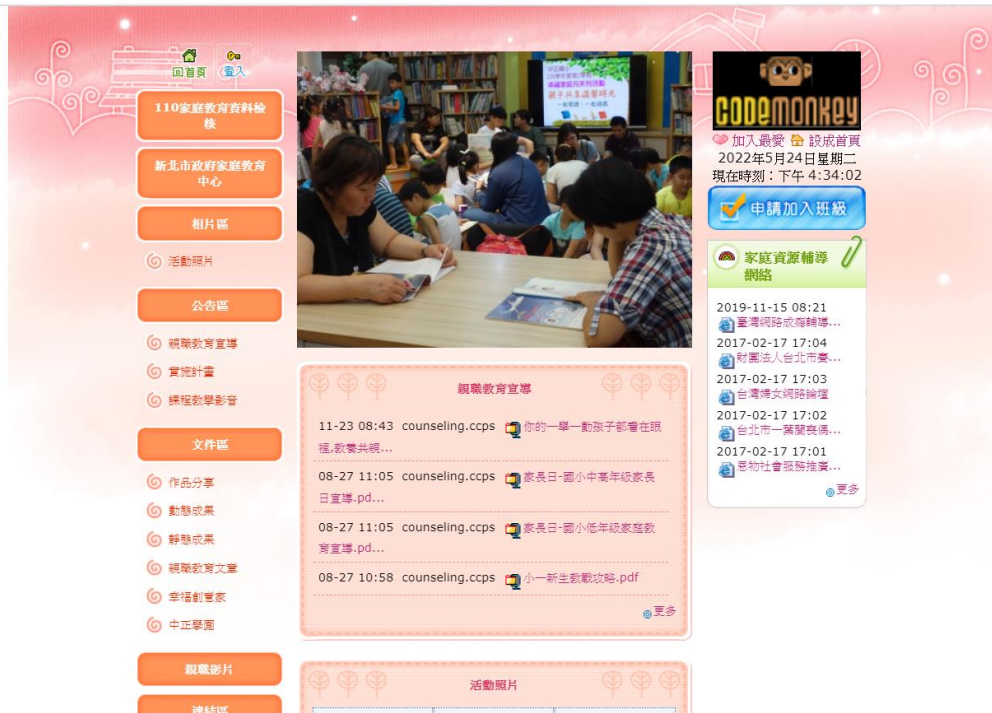 回首頁 登入
110家庭教育資料檢
核
新北市政府家庭教育
中心
相片區
活動照片
公告區
親職教育宣導
實施計畫
課程教學影音
文件區
作品分享
動態成果
靜態成果
親職教育文章
幸福創意家
中正學園
親職影片
連結區
親子共享溫馨時光
親職教育宣導
11-23 08:43 counseling.ccps 你的一舉一動孩子都看在眼
裡,教養共親...
08-27 11:05 counseling.ccps 家長日-國小中高年級家長
日宣導.pd...
08-27 11:05 counseling.ccps 家長日-國小低年級家庭教
育宣導.pd...
08-27 10:58 counseling.ccps 小一新生教戰攻略.pdf
更多
活動照片
CODEMONKEY
加入最愛 設成首頁
2022年5月24日星期二
現在時刻：下午 4:34:02
申請加入班級
家庭資源輔導
網絡
2019-11-15 08:21
臺灣網路成癮輔導...
2017-02-17 17:04
財團法人台北市臺...
2017-02-17 17:03
台灣婦女網路論壇
2017-02-17 17:02
台北市一葉蘭喪偶...
2017-02-17 17:01
恩物社會服務推廣...
更多